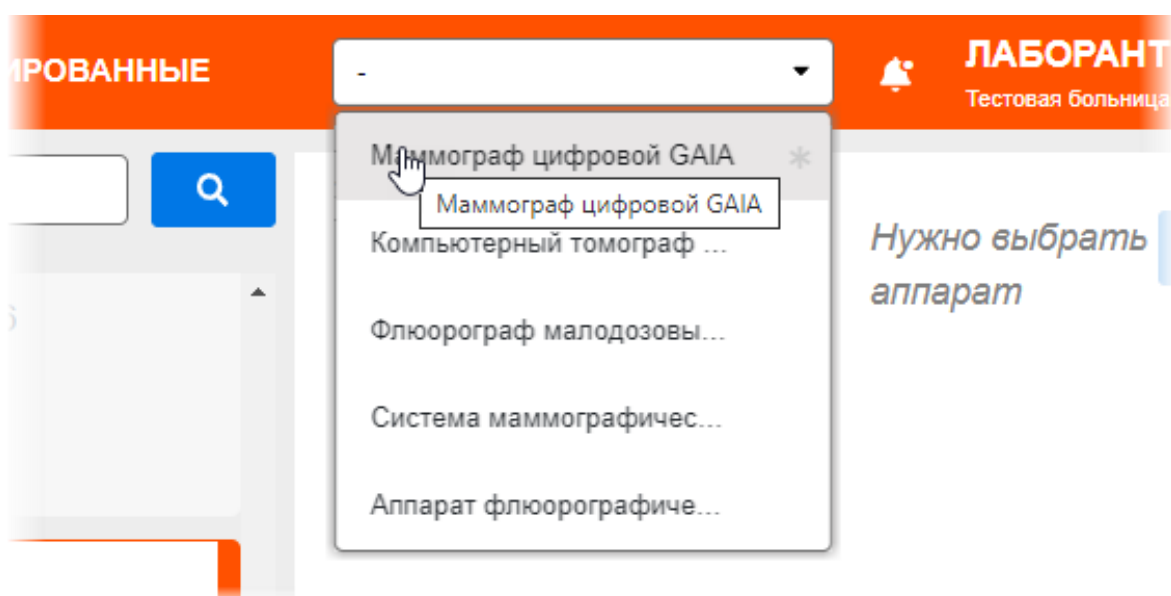 ИРОВАННЫЕ
-
ЛАБОРАНТ
Тестовая больница
Маммограф цифровой GAIA
Маммограф цифровой GAIA
Компьютерный томограф ...
Флюорограф малодозовы...
Система маммографичес...
Аппарат флюорографиче...
Нужно выбрать
аппарат